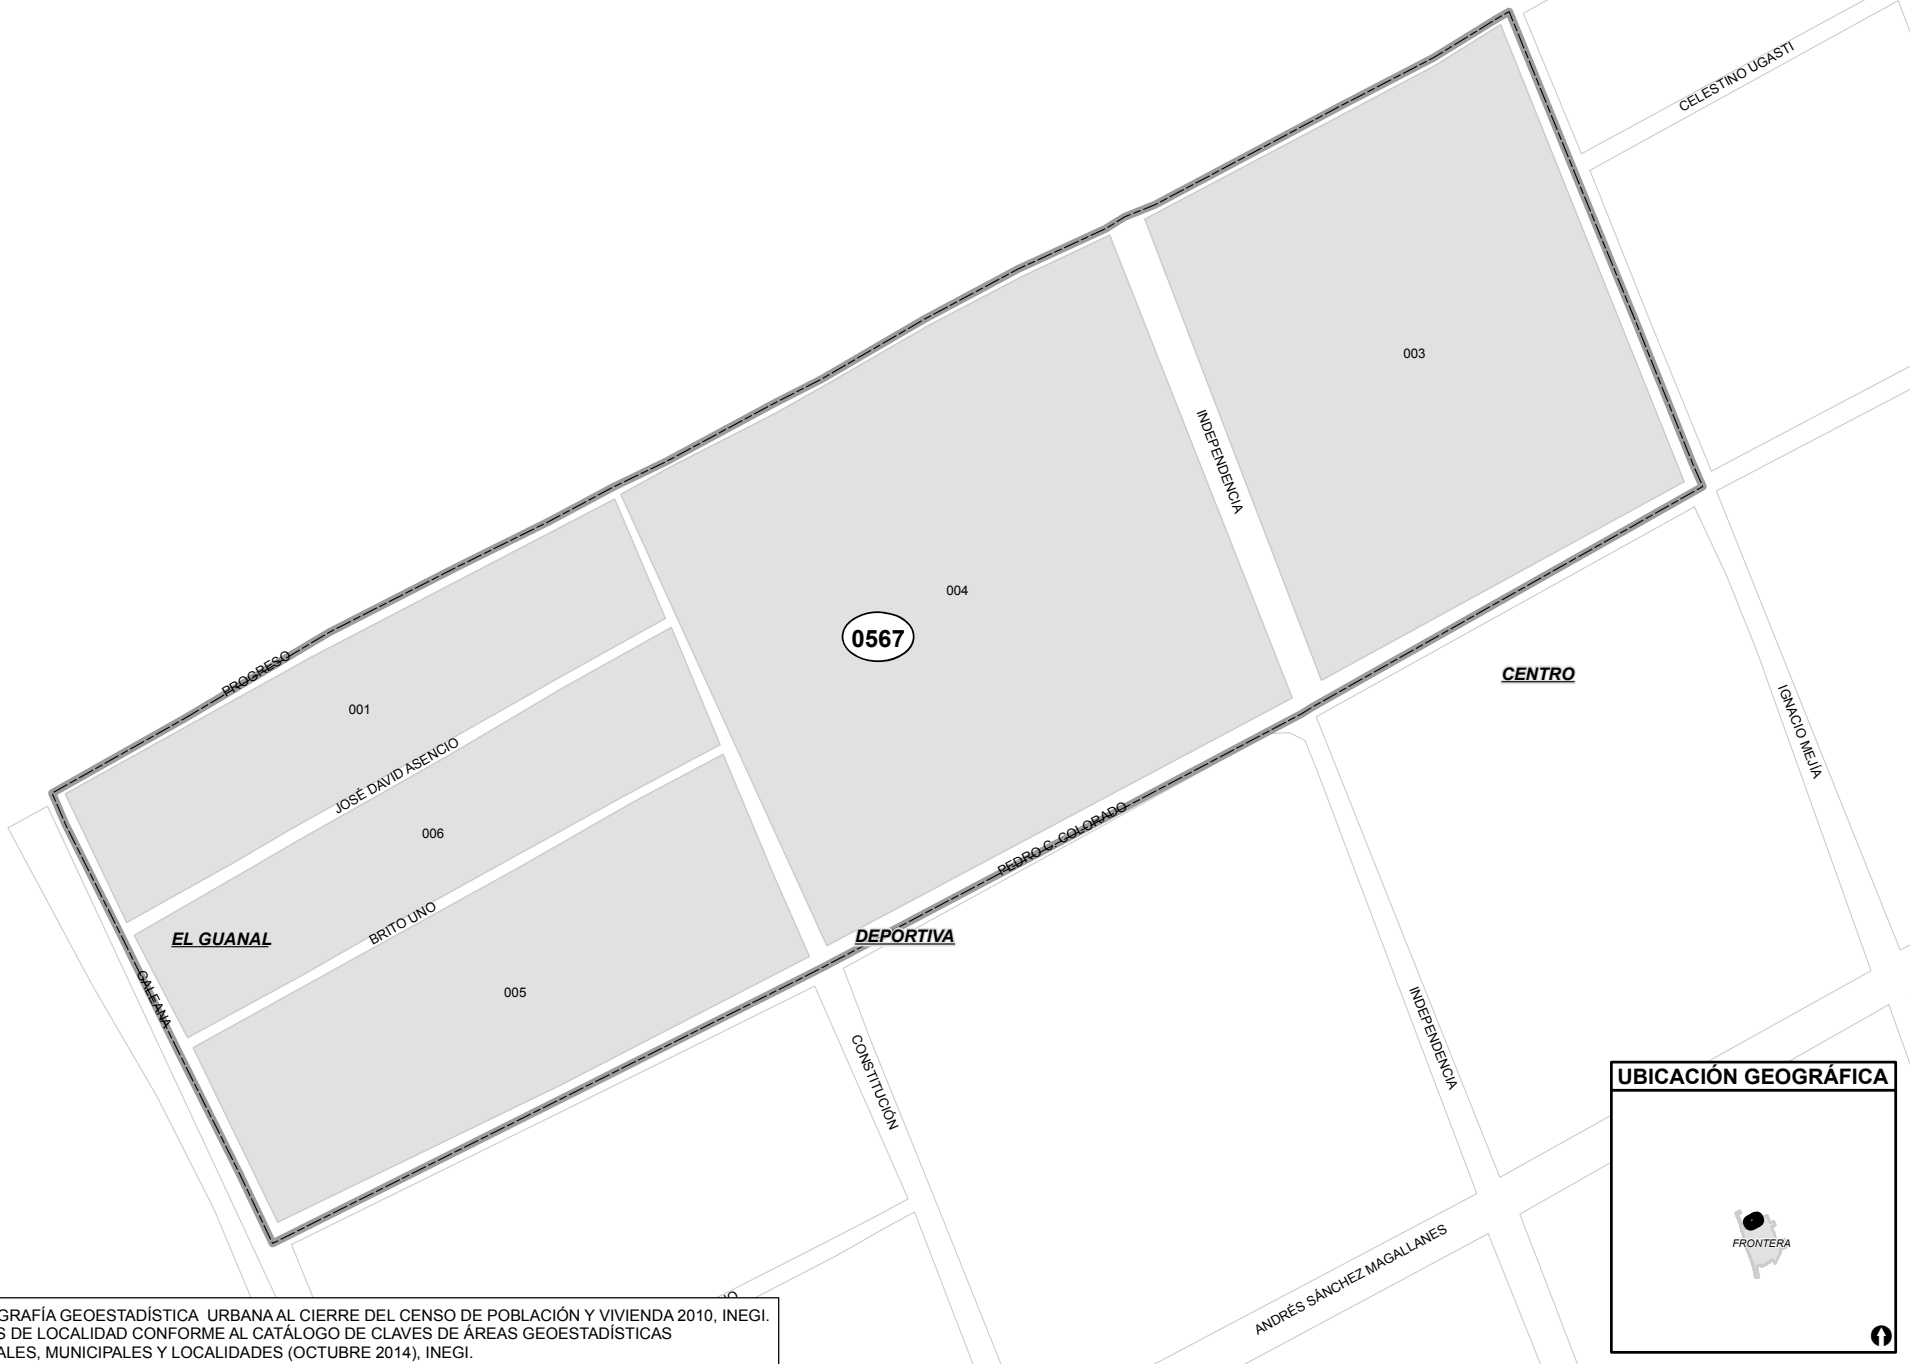 CELESTINO UGASTI
003
INDEPENDENCIA
004
0567
CENTRO
PROGRESO
001
IGNACIO MEJÍA
JOSÉ DAVID ASENCIO
006
PEDRO C. COLORADO
BRITO UNO
EL GUANAL
DEPORTIVA
GALEANA
005
CONSTITUCIÓN
INDEPENDENCIA
UBICACIÓN GEOGRÁFICA
FRONTERA
ANDRÉS SÁNCHEZ MAGALLANES
GEOESTADÍSTICA URBANA AL CIERRE DEL CENSO DE POBLACIÓN Y VIVIENDA 2010, INEGI.
DE LOCALIDAD CONFORME AL CATÁLOGO DE CLAVES DE ÁREAS GEOESTADÍSTICAS
MUNICIPALES Y LOCALIDADES (OCTUBRE 2014), INEGI.